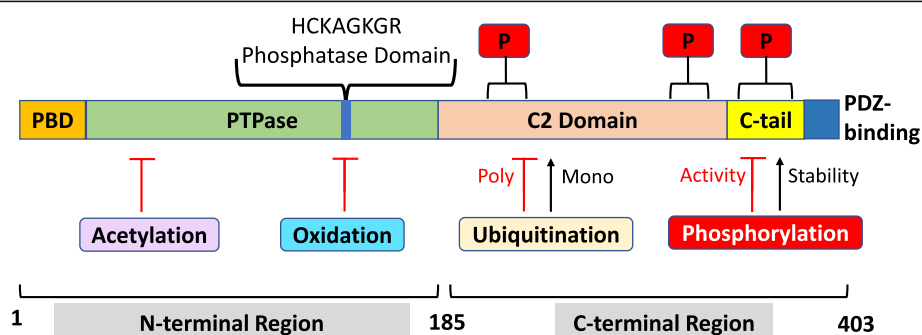 HCKAGKGR
Phosphatase Domain
P
P
P
PBD
PTPase
C2 Domain
C-tail
PDZ-
binding
Poly
Mono
Activity
Stability
Acetylation
Oxidation
Ubiquitination
Phosphorylation
1
N-terminal Region
185
C-terminal Region
403